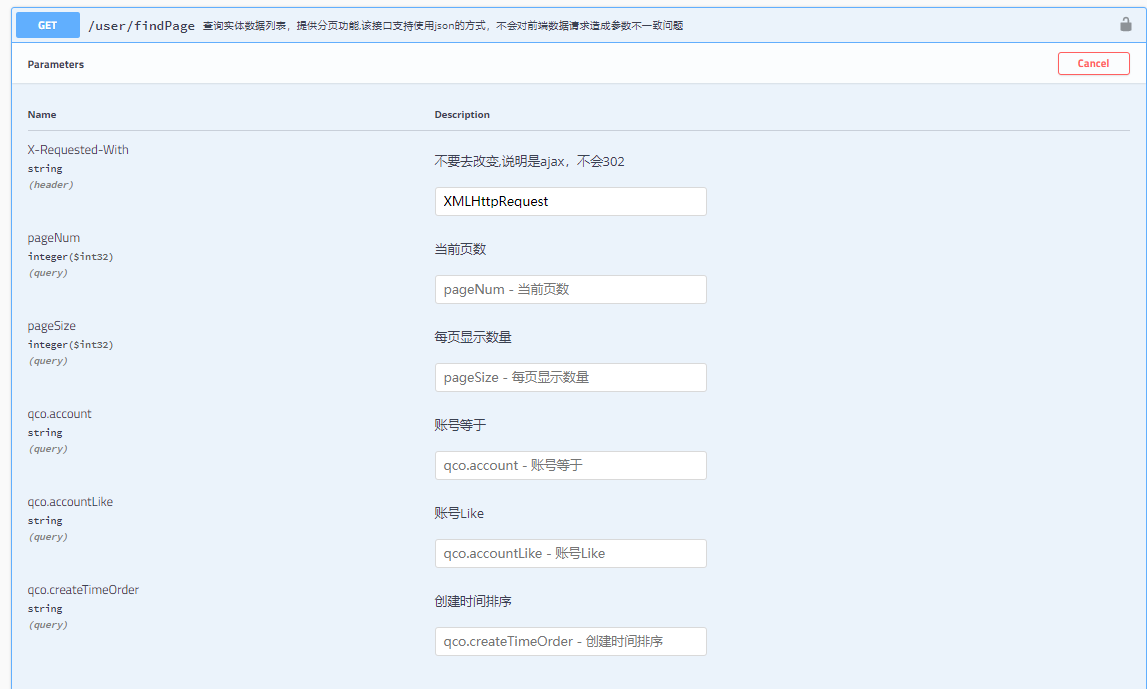 GET /user/findPage 查询实体数据列表，提供分页功能,该接口支持使用json的方式，不会对前端数据请求造成参数不一致问题
Parameters Cancel
Name Description
X-Requested-With
string
(header)
不要去改变,说明是ajax，不会302
XMLHttpRequest
pageNum
integer($int32)
(query)
当前页数
pageNum - 当前页数
pageSize
integer($int32)
(query)
每页显示数量
pageSize - 每页显示数量
qco.account
string
(query)
账号等于
qco.account - 账号等于
qco.accountLike
string
(query)
账号Like
qco.accountLike - 账号Like
qco.createTimeOrder
string
(query)
创建时间排序
qco.createTimeOrder - 创建时间排序